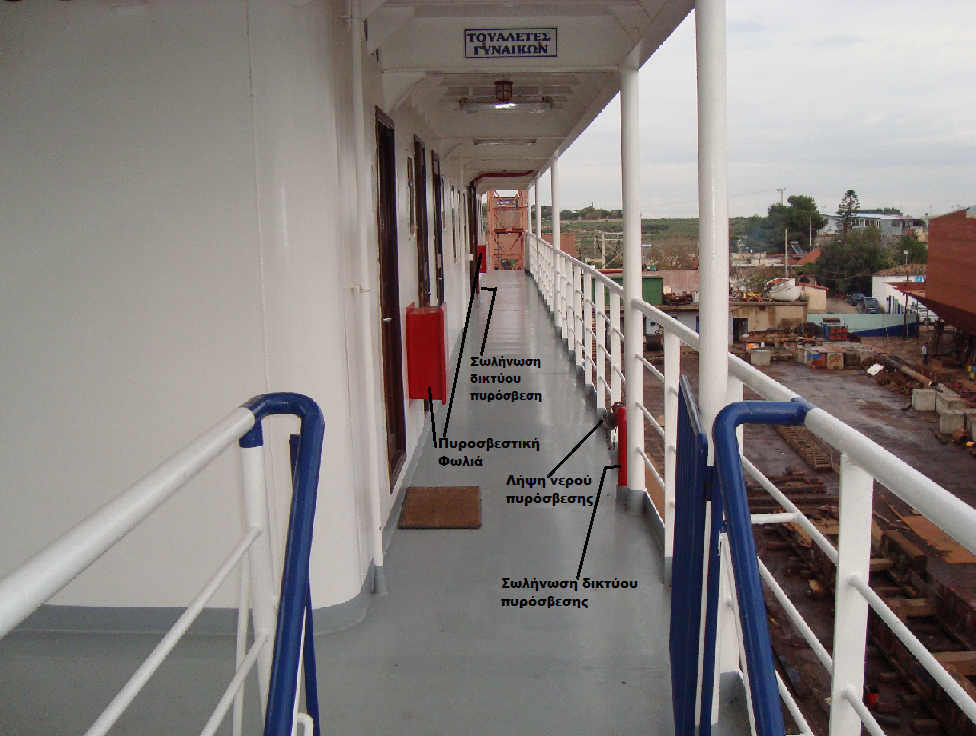 ΤΟΥΑΛΕΤΕΣ
ΓΥΝΑΙΚΩΝ
Σωλήνωση
δικτύου
πυρόσβεση
Πυροσβεστική
Φωλιά
Λήψη νερού
πυρόσβεσης
Σωλήνωση δικτύου
πυρόσβεσης